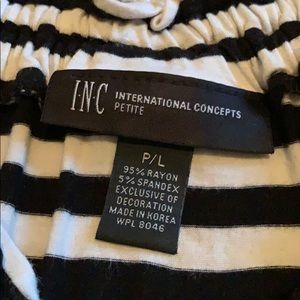 I·N·C INTERNATIONAL CONCEPTS
PETITE
P/L
95% RAYON
5% SPANDEX
EXCLUSIVE OF
DECORATION
MADE IN KOREA
WPL 8046